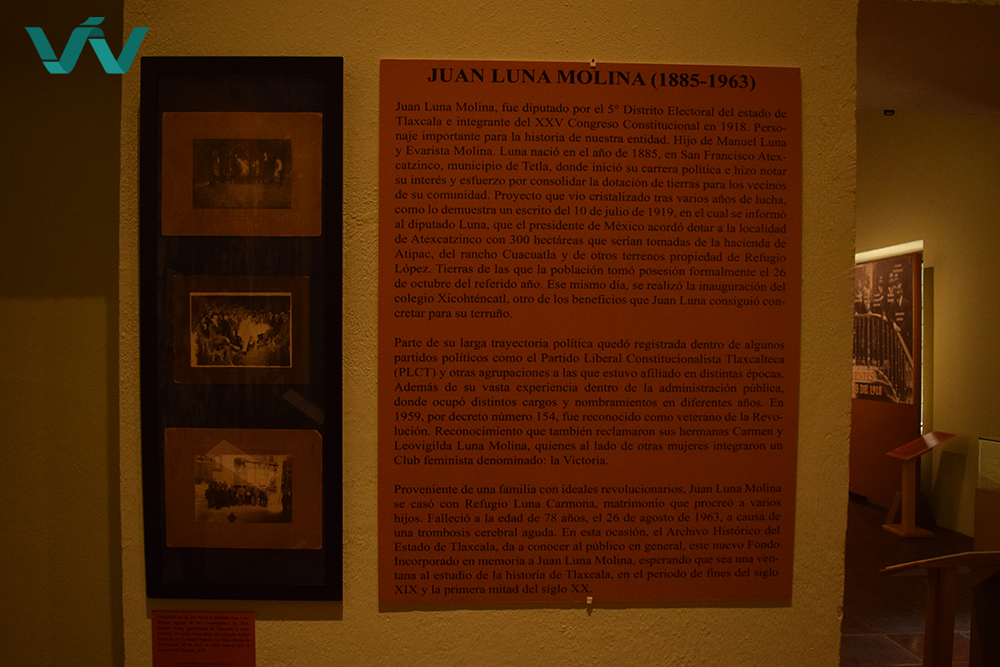 VIV
JUAN LUNA MOLINA (1885-1963)
Juan Luna Molina, fue diputado por el 5° Distrito Electoral del estado de
Tlaxcala e integrante del XXV Congreso Constitucional en 1918. Perso-
naje importante para la historia de nuestra entidad. Hijo de Manuel Luna
y Evarista Molina. Luna nació en el año de 1885, en San Francisco Atex-
catzinco, municipio de Tetla, donde inició su carrera política e hizo notar
su interés y esfuerzo por consolidar la dotación de tierras para los vecinos
de su comunidad. Proyecto que vio cristalizado tras varios años de lucha,
como lo demuestra un escrito del 10 de julio de 1919, en el cual se informó
al diputado Luna, que el presidente de México acordó dotar a la localidad
de Atexcatzinco con 300 hectáreas que serían tomadas de la hacienda de
Atipac, del rancho Cuacuatla y de otros terrenos propiedad de Refugio
López. Tierras de las que la población tomó posesión formalmente el 26
de octubre del referido año. Ese mismo día, se realizó la inauguración del
colegio Xicohténcatl, otro de los beneficios que Juan Luna consiguió con-
cretar para su terruño.
Parte de su larga trayectoria política quedó registrada dentro de algunos
partidos políticos como el Partido Liberal Constitucionalista Tlaxcalteca
(PLCT) y otras agrupaciones a las que estuvo afiliado en distintas épocas.
Además de su vasta experiencia dentro de la administración pública,
donde ocupó distintos cargos y nombramientos en diferentes años. En
1959, por decreto número 154, fue reconocido como veterano de la Revo-
lución. Reconocimiento que también reclamaron sus hermanas Carmen y
Leovigilda Luna Molina, quienes al lado de otras mujeres integraron un
Club feminista denominado: la Victoria.
Proveniente de una familia con ideales revolucionarios, Juan Luna Molina
se casó con Refugio Luna Carmona, matrimonio que procreó a varios
hijos. Falleció a la edad de 78 años, el 26 de agosto de 1963, a causa de
una trombosis cerebral aguda. En esta ocasión, el Archivo Histórico del
Estado de Tlaxcala, da a conocer al público en general, este nuevo Fondo
Incorporado en memoria a Juan Luna Molina, esperando que sea una ven-
tana al estudio de la historia de Tlaxcala, en el periodo de fines del siglo
XIX y la primera mitad del siglo XX.
DE 1918